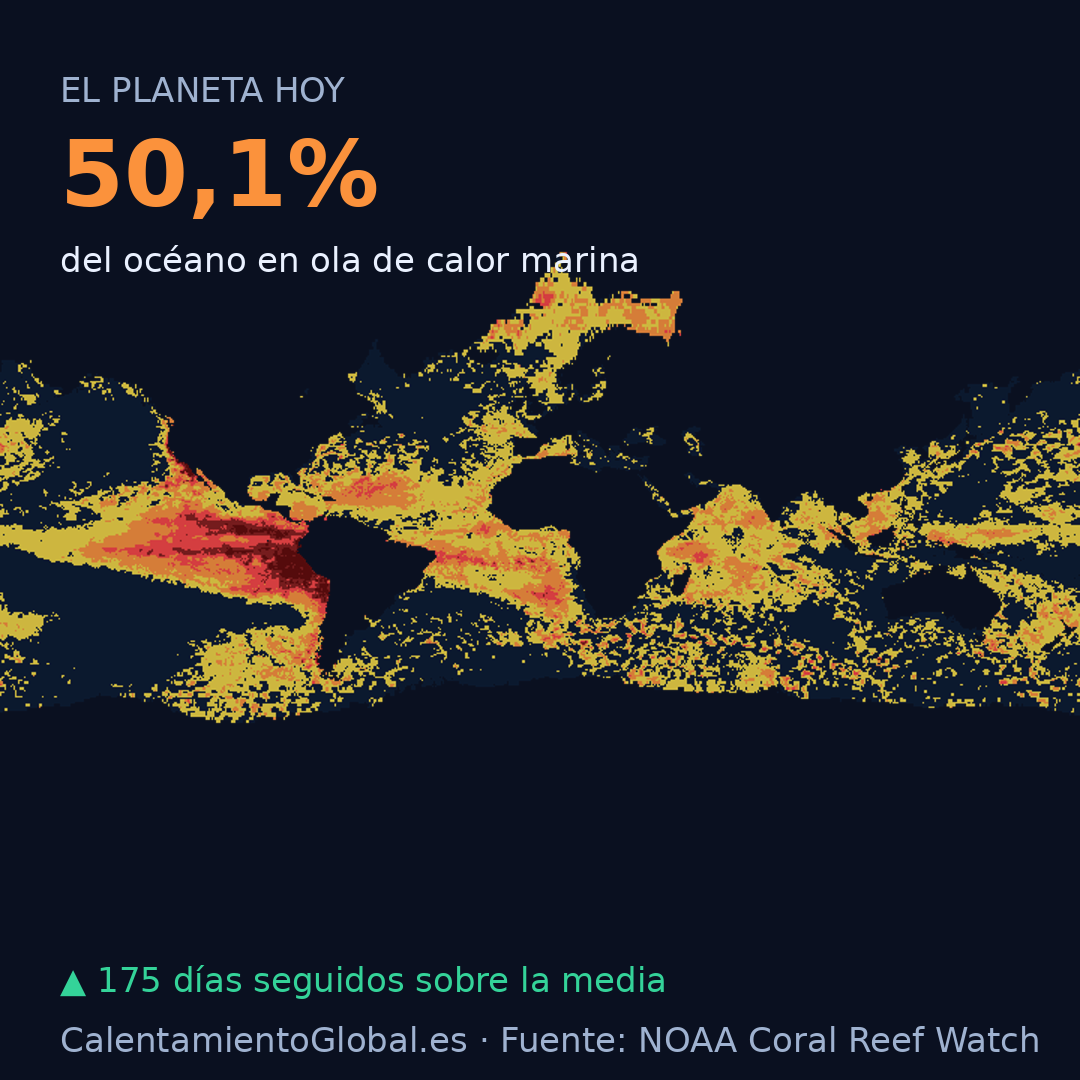 EL PLANETA HOY
50,1%
del océano en ola de calor marina
▲ 175 días seguidos sobre la media
CalentamientoGlobal.es · Fuente: NOAA Coral Reef Watch